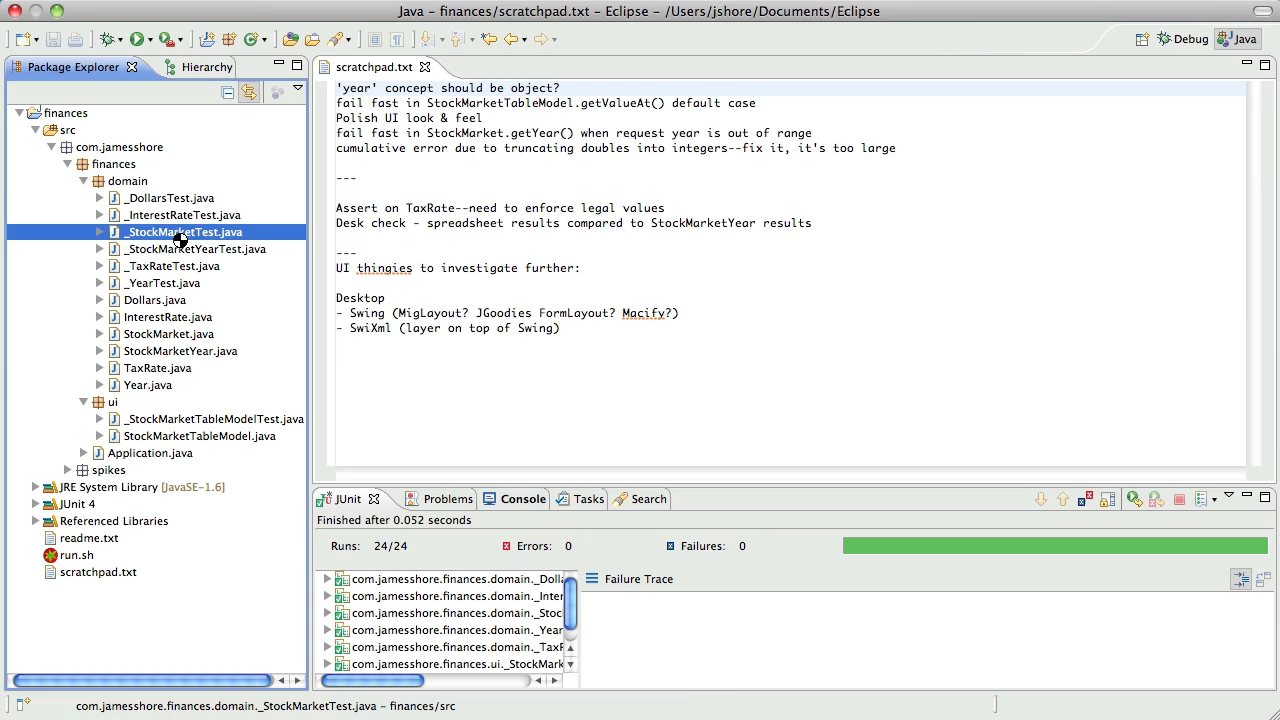 Java - finances/scratchpad.txt - Eclipse - /Users/jshore/Documents/Eclipse
Debug
Java
Package Explorer
Hierarchy
finances
src
com.jamesshore
finances
domain
_DollarsTest.java
_InterestRateTest.java
_StockMarketTest.java
_StockMarketYearTest.java
_TaxRateTest.java
_YearTest.java
Dollars.java
InterestRate.java
StockMarket.java
StockMarketYear.java
TaxRate.java
Year.java
ui
_StockMarketTableModelTest.java
StockMarketTableModel.java
Application.java
spikes
JRE System Library [JavaSE-1.6]
JUnit 4
Referenced Libraries
readme.txt
run.sh
scratchpad.txt
scratchpad.txt
'year' concept should be object?
fail fast in StockMarketTableModel.getValueAt() default case
Polish UI look & feel
fail fast in StockMarket.getYear() when request year is out of range
cumulative error due to truncating doubles into integers--fix it, it's too large
---
Assert on TaxRate--need to enforce legal values
Desk check - spreadsheet results compared to StockMarketYear results
---
UI thingies to investigate further:
Desktop
- Swing (MigLayout? JGoodies FormLayout? Macify?)
- SwiXml (layer on top of Swing)
JUnit
Problems
Console
Tasks
Search
Finished after 0.052 seconds
Runs: 24/24
Errors: 0
Failures: 0
com.jamesshore.finances.domain._Dolla
com.jamesshore.finances.domain._Inter
com.jamesshore.finances.domain._Stoc
com.jamesshore.finances.domain._Year
com.jamesshore.finances.domain._TaxR
com.jamesshore.finances.ui._StockMark
Failure Trace
com.jamesshore.finances.domain._StockMarketTest.java - finances/src